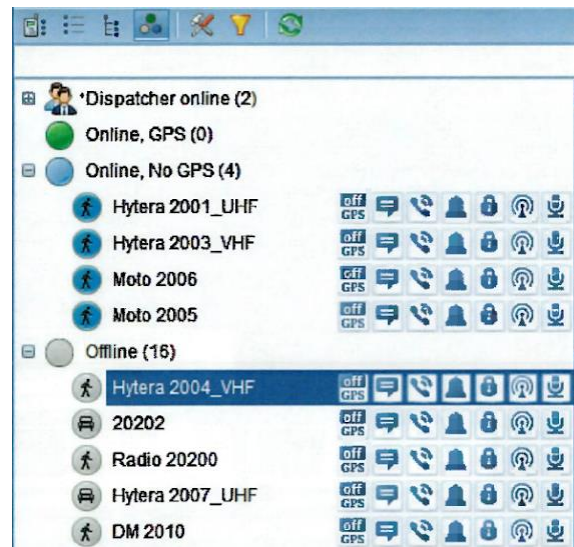 Dispatcher online (2)
Online, GPS (0)
Online, No GPS (4)
Hytera 2001_UHF off GPS
Hytera 2003_VHF off GPS
Moto 2006 off GPS
Moto 2005 off GPS
Offline (16)
Hytera 2004_VHF off GPS
20202 off GPS
Radio 20200 off GPS
Hytera 2007_UHF off GPS
DM 2010 off GPS